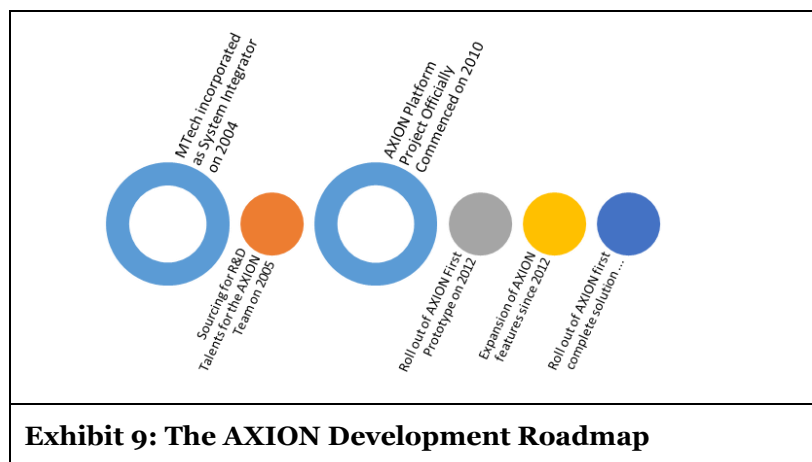 MTech incorporated
as System Integrator
on 2004
Sourcing for R&D
Talents for the AXION
Team on 2005
AXION Platform
Project Officially
Commenced on 2010
Roll out of AXION First
Prototype on 2012
Expansion of AXION
features since 2012
Roll out of AXION first
complete solution ...
Exhibit 9: The AXION Development Roadmap